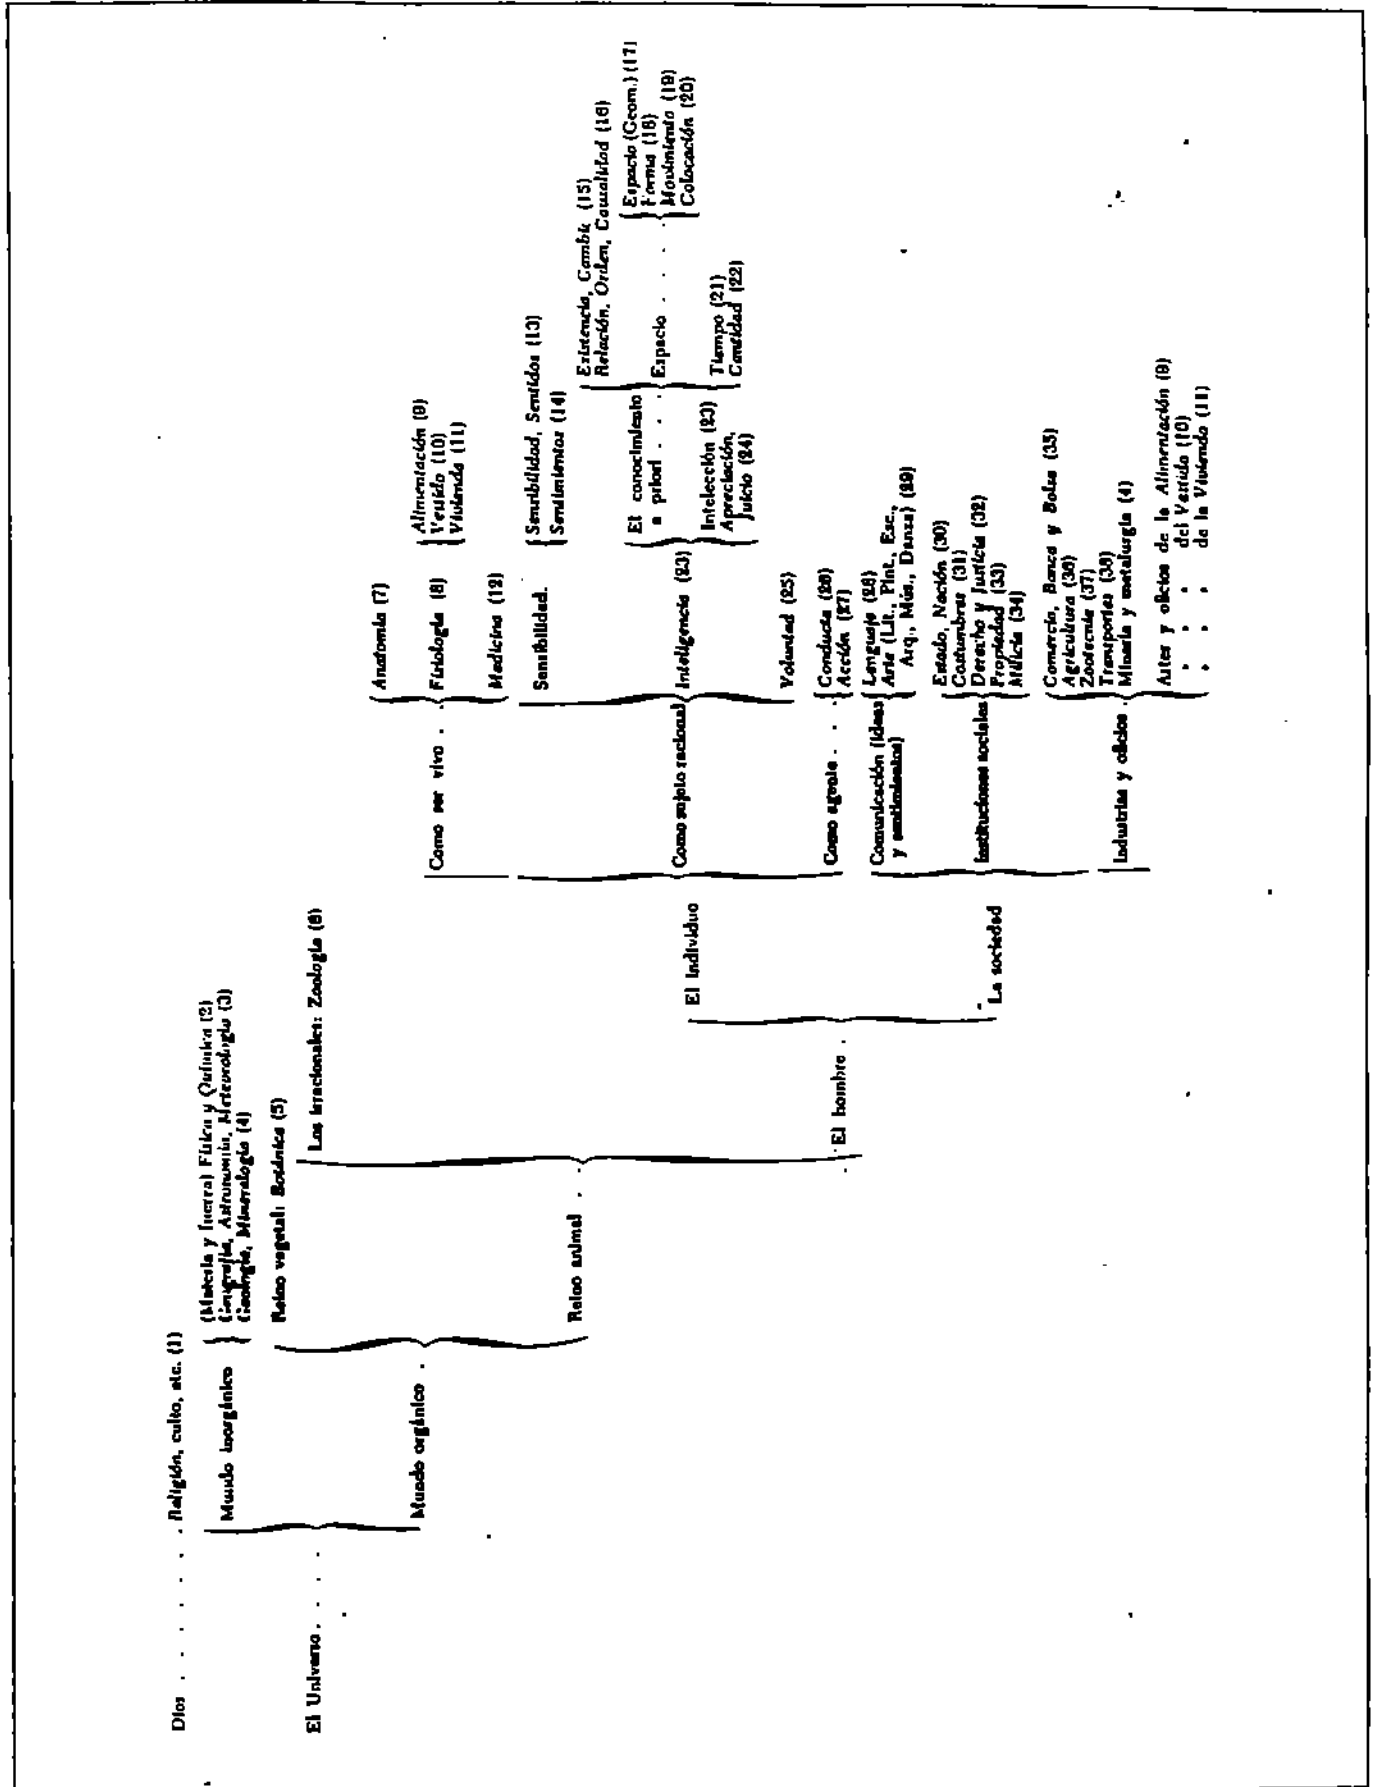 Dios . . . . . . . Religión, culto, etc. (1)
El Universo . . . .
Mundo inorgánico
(Materia y fuerza) Física y Química (2)
Geografía, Astronomía, Meteorología (3)
Geología, Mineralogía (4)
Mundo orgánico .
Reino vegetal: Botánica (5)
Reino animal . .
Los irracionales: Zoología (6)
El hombre .
El individuo
Como ser vivo . .
Anatomía (7)
Fisiología (8)
Alimentación (9)
Vestido (10)
Vivienda (11)
Medicina (12)
Como sujeto racional
Sensibilidad.
Sensibilidad, Sentidos (13)
Sentimientos (14)
Inteligencia (23)
El conocimiento
a priori . . .
Existencia, Cambio (15)
Relación, Orden, Causalidad (16)
Espacio . . . . .
Espacio (Geom.) (17)
Forma (18)
Movimiento (19)
Colocación (20)
Tiempo (21)
Cantidad (22)
Intelección (23)
Apreciación,
Juicio (24)
Voluntad (25)
Como agente . . .
Conducta (26)
Acción (27)
La sociedad
Comunicación (ideas
y sentimientos)
Lenguaje (28)
Arte (Lit., Pint., Esc.,
Arq., Mús., Danza) (29)
Instituciones sociales
Estado, Nación (30)
Costumbres (31)
Derecho y Justicia (32)
Propiedad (33)
Milicia (34)
Industrias y oficios .
Comercio, Banca y Bolsa (35)
Agricultura (36)
Zootecnia (37)
Transportes (38)
Minería y metalurgia (4)
Artes y oficios de la Alimentación (9)
» » » » del Vestido (10)
» » » » de la Vivienda (11)